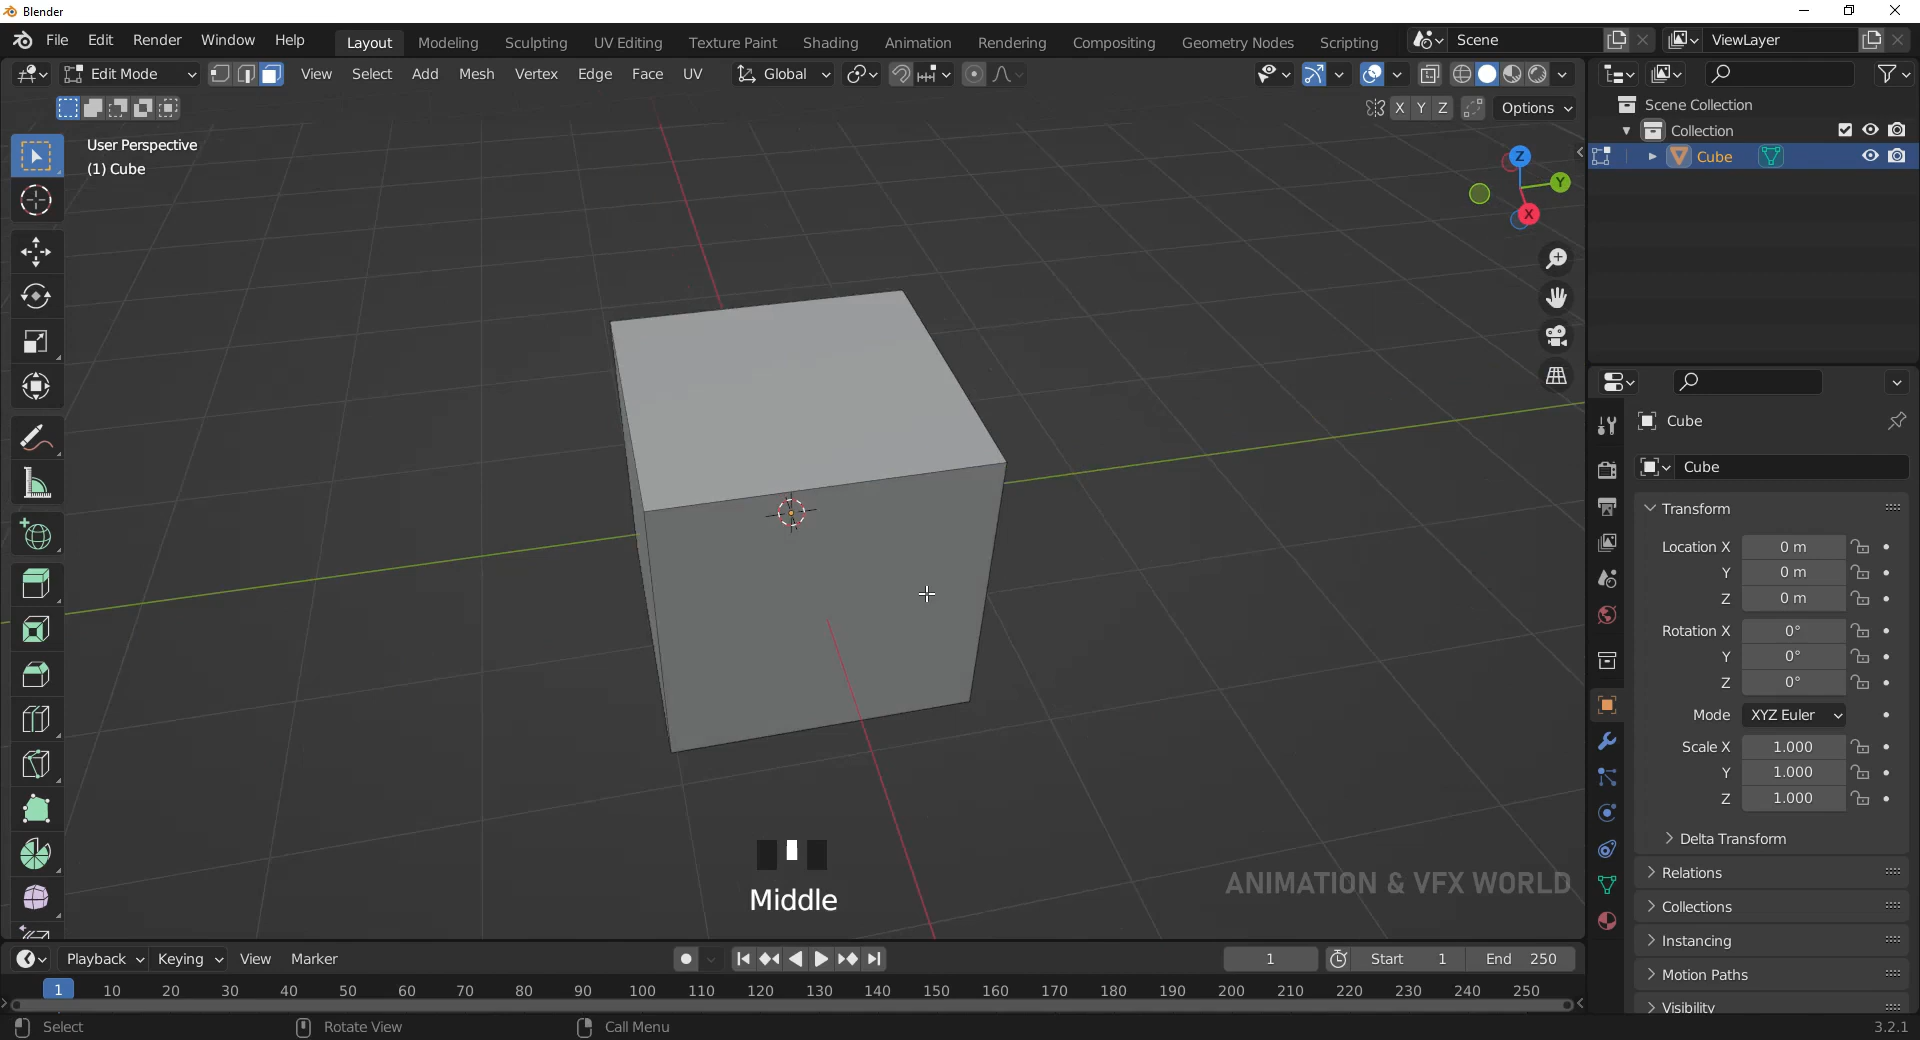 Blender
File Edit Render Window Help Layout Modeling Sculpting UV Editing Texture Paint Shading Animation Rendering Compositing Geometry Nodes Scripting Scene ViewLayer
Edit Mode View Select Add Mesh Vertex Edge Face UV Global
X Y Z Options
User Perspective
(1) Cube
Z
Y
X
Scene Collection
Collection
Cube
Cube
Cube
Transform
Location X 0 m
Y 0 m
Z 0 m
Rotation X 0°
Y 0°
Z 0°
Mode XYZ Euler
Scale X 1.000
Y 1.000
Z 1.000
Delta Transform
Relations
Collections
Instancing
Motion Paths
Visibility
Middle
ANIMATION & VFX WORLD
Playback Keying View Marker 1 Start 1 End 250
1 10 20 30 40 50 60 70 80 90 100 110 120 130 140 150 160 170 180 190 200 210 220 230 240 250
Select Rotate View Call Menu 3.2.1